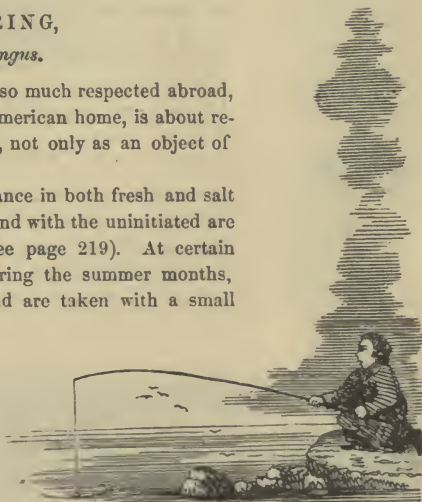 RING,
ngus.
so much respected abroad,
merican home, is about re-
, not only as an object of
ance in both fresh and salt
nd with the uninitiated are
ee page 219). At certain
ring the summer months,
d are taken with a small